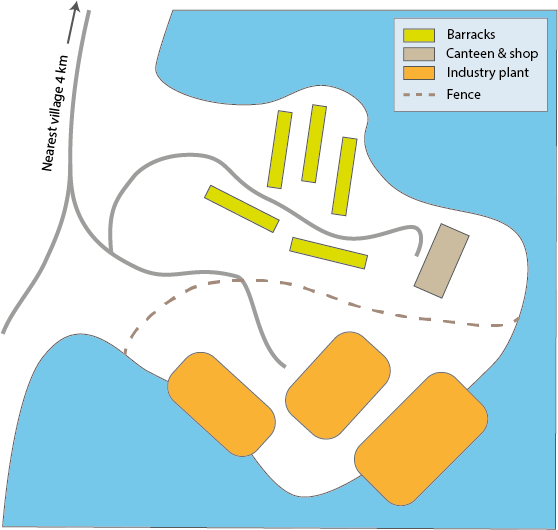 Nearest village 4 km
Barracks
Canteen & shop
Industry plant
Fence